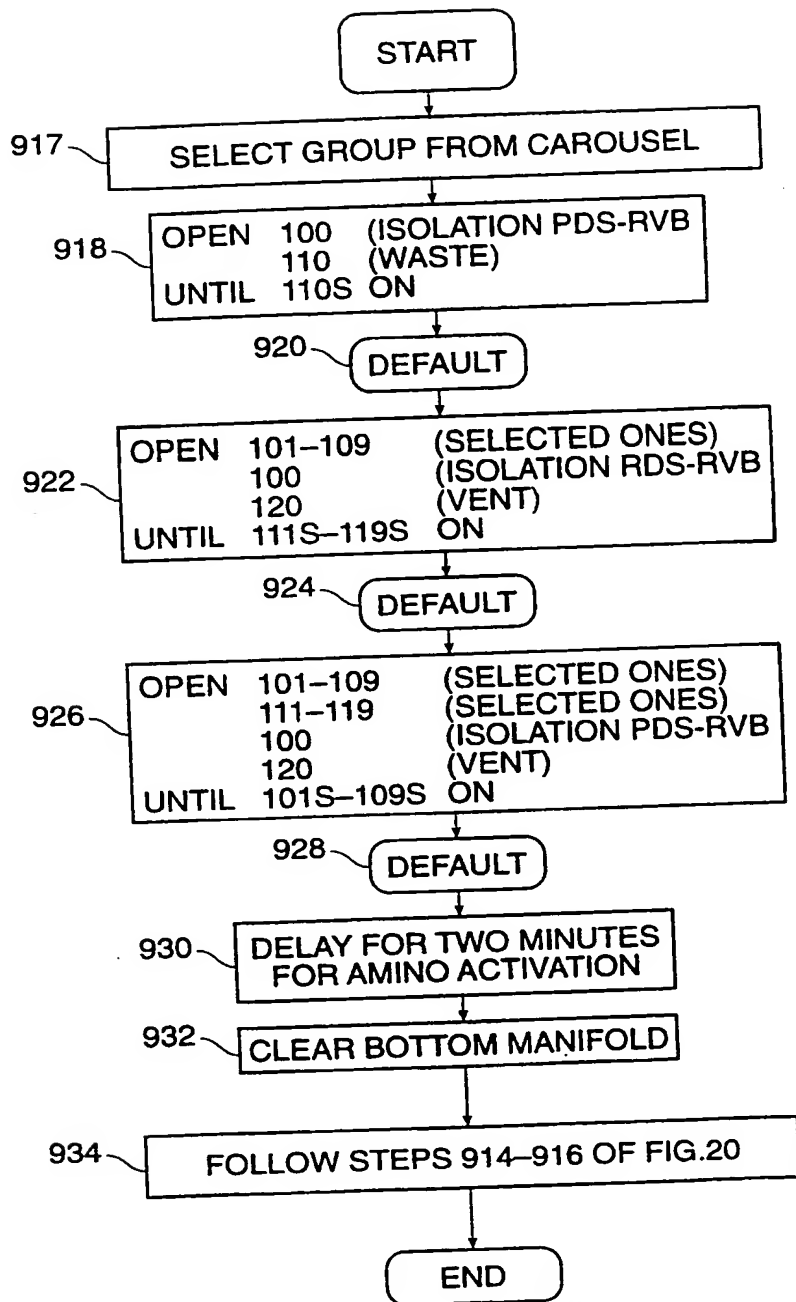 START
917
SELECT GROUP FROM CAROUSEL
918
OPEN 100 (ISOLATION PDS-RVB
110 (WASTE)
UNTIL 110S ON
920
DEFAULT
922
OPEN 101–109 (SELECTED ONES)
100 (ISOLATION RDS-RVB
120 (VENT)
UNTIL 111S–119S ON
924
DEFAULT
926
OPEN 101–109 (SELECTED ONES)
111–119 (SELECTED ONES)
100 (ISOLATION PDS-RVB
120 (VENT)
UNTIL 101S–109S ON
928
DEFAULT
930
DELAY FOR TWO MINUTES
FOR AMINO ACTIVATION
932
CLEAR BOTTOM MANIFOLD
934
FOLLOW STEPS 914–916 OF FIG.20
END